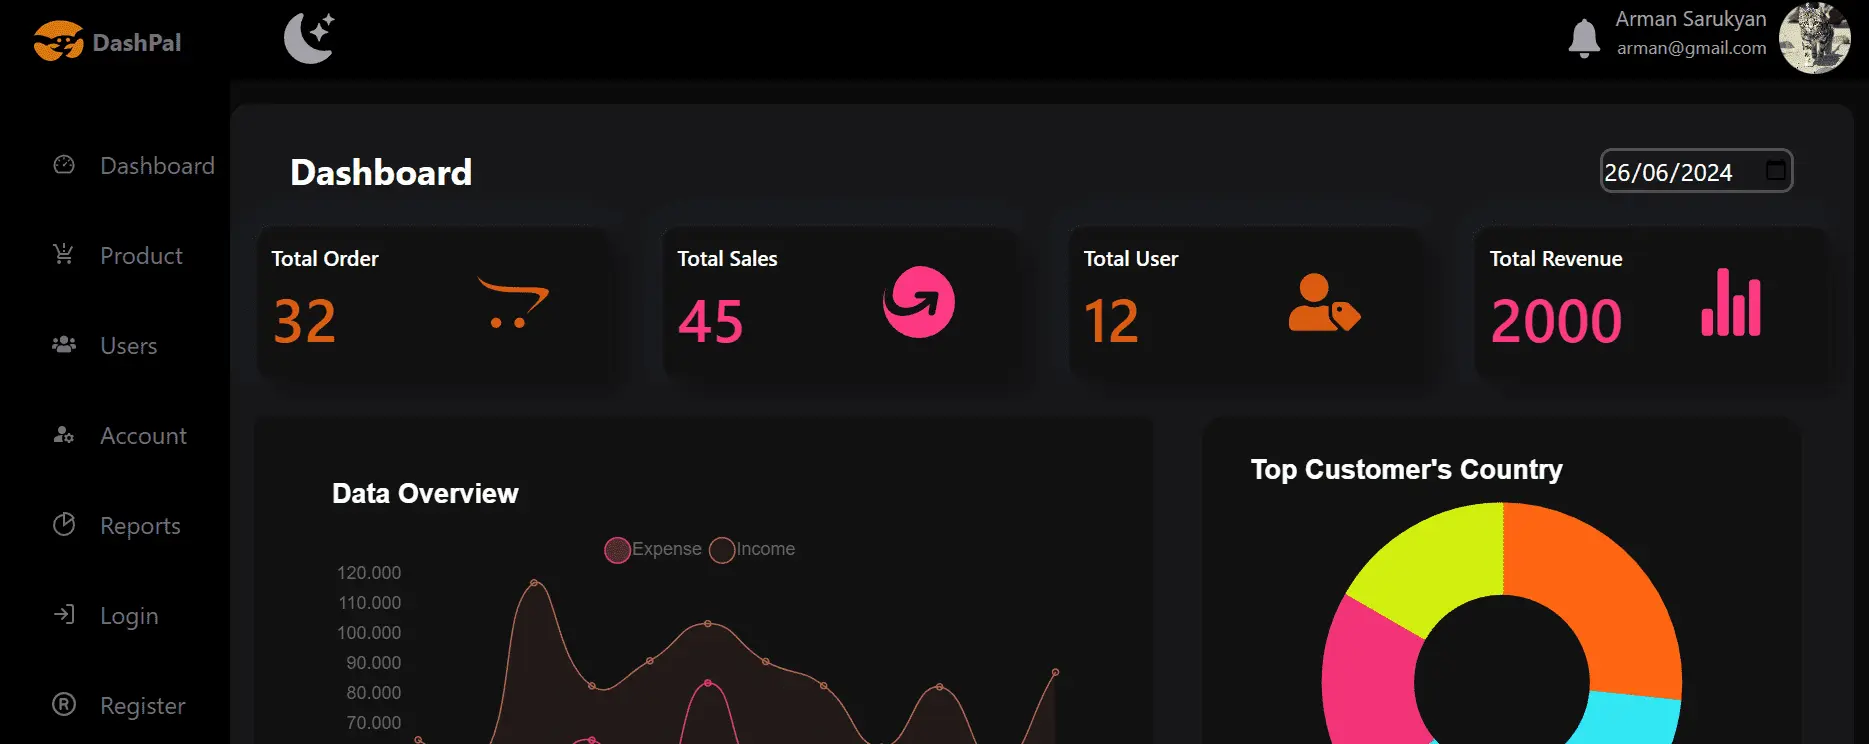 DashPal
Arman Sarukyan
arman@gmail.com
Dashboard
Product
Users
Account
Reports
Login
Register
Dashboard
26/06/2024
Total Order
32
Total Sales
45
Total User
12
Total Revenue
2000
Data Overview
Expense Income
120.000
110.000
100.000
90.000
80.000
70.000
Top Customer's Country